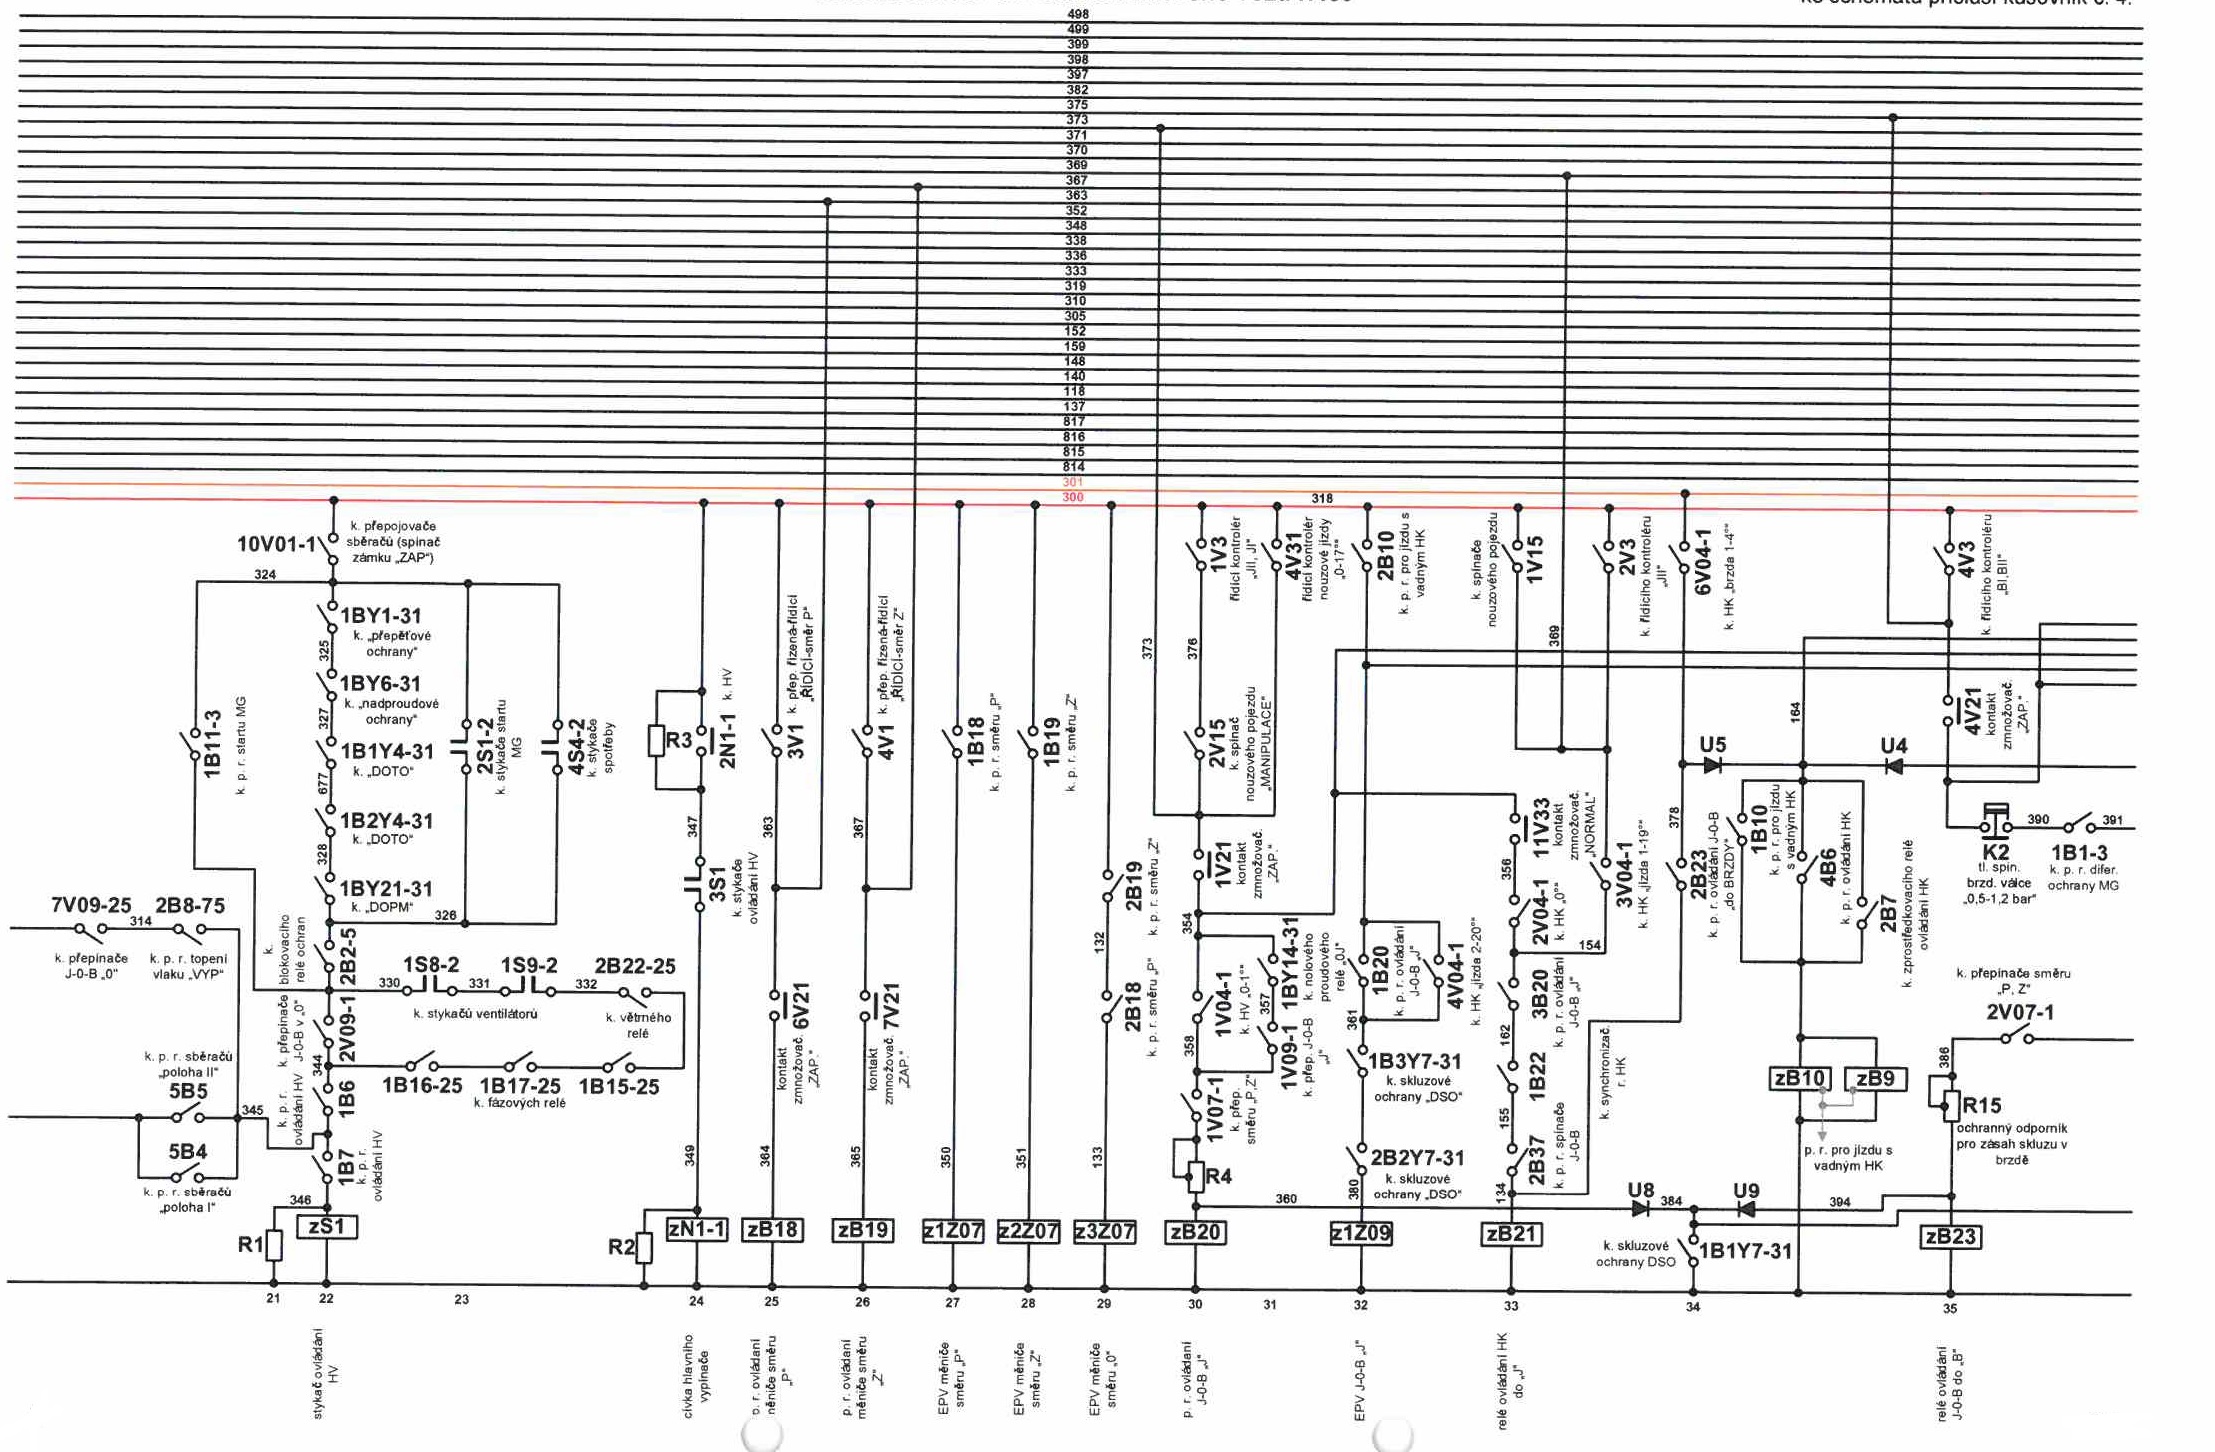 ke schématu přísluší kusovník č. 4.
498
499
399
398
397
382
375
373
371
370
369
367
363
352
348
338
336
333
319
310
305
152
159
148
140
118
137
817
816
815
814
301
300
318
10V01-1
k. přepojovače
sběračů (spínač
zámku „ZAP“)
324
1BY1-31
k. „přepěťové
ochrany“
325
1BY6-31
k. „nadproudové
ochrany“
327
1B1Y4-31
k. „DOTO“
677
1B2Y4-31
k. „DOTO“
328
1BY21-31
k. „DOPM“
326
1B11-3
k. p. r. startu MG
2S1-2
k. stykače startu
MG
4S4-2
k. stykače
spotřeby
7V09-25
314
2B8-75
k. přepínače
J-0-B „0“
k. p. r. topení
vlaku „VYP“
k.
blokovacího
relé ochran
2B2-5
330
1S8-2
331
1S9-2
332
2B22-25
k. stykačů ventilátorů
k. větrného
relé
k. přepínače
J-0-B v „0“
2V09-1
344
1B16-25
1B17-25
1B15-25
k. fázových relé
k. p. r. sběračů
„poloha II“
5B5
345
5B4
k. p. r. sběračů
„poloha I“
k. p. r.
ovládání HV
1B6
1B7
k. p. r.
ovládání HV
346
zS1
R1
R3
2N1-1
k. HV
347
3S1
k. stykače
ovládání HV
349
R2
zN1-1
3V1
k. přep. řízená-řídící
„ŘÍDÍCÍ-směr P“
363
6V21
kontakt
zmnožovač.
„ZAP.“
364
zB18
4V1
k. přep. řízená-řídící
„ŘÍDÍCÍ-směr Z“
367
7V21
kontakt
zmnožovač.
„ZAP.“
365
zB19
1B18
k. p. r. směru „P“
350
z1Z07
1B19
k. p. r. směru „Z“
351
z2Z07
2B19
k. p. r. směru „Z“
132
2B18
k. p. r. směru „P“
133
z3Z07
373
1V3
řídící kontrolér
„JII, JI“
4V31
řídící kontrolér
nouzové jízdy
„0-17°“
376
2V15
k. spínač
nouzového pojezdu
„MANIPULACE“
1V21
kontakt
zmnožovač.
„ZAP.“
354
1V04-1
k. HV „0-1°“
1BY14-31
k. nolového
proudového
relé „0J“
357
1V09-1
k. přep. J-0-B
„J“
358
1V07-1
k. přep.
směru „P,Z“
R4
360
zB20
2B10
k. p. r. pro jízdu s
vadným HK
1B20
k. p. r. ovládání
J-0-B „J“
4V04-1
k. HK „jízda 2-20°“
361
1B3Y7-31
k. skluzové
ochrany „DSO“
2B2Y7-31
k. skluzové
ochrany „DSO“
380
z1Z09
k. spínače
nouzového pojezdu
1V15
369
2V3
k. řídícího kontroléru
„JII“
6V04-1
k. HK „brzda 1-4°“
11V33
kontakt
zmnožovač.
„NORMAL“
356
2V04-1
k. HK „0°“
3V04-1
k. HK „jízda 1-19°“
154
3B20
k. p. r. ovládání
J-0-B „J“
162
1B22
155
2B37
k. p. r. spínače
J-0-B
134
zB21
k. synchronizač.
r. HK
378
2B23
k. p. r. ovládání J-0-B
„do BRZDY“
U5
U4
164
1B10
k. p. r. pro jízdu
s vadným HK
4B6
k. p. r. ovládání HK
2B7
k. zprostředkovacího relé
ovládání HK
zB10
zB9
p. r. pro jízdu s
vadným HK
U8
384
U9
394
k. skluzové
ochrany DSO
1B1Y7-31
4V3
k. řídícího kontroléru
„BI,BII“
4V21
kontakt
zmnožovač.
„ZAP.“
K2
tl. spín.
brzd. válce
„0,5-1,2 bar“
390
1B1-3
k. p. r. difer.
ochrany MG
391
k. přepínače směru
„P, Z“
2V07-1
386
R15
ochranný odporník
pro zásah skluzu v
brzdě
zB23
21
22
23
24
25
26
27
28
29
30
31
32
33
34
35
stykač ovládání
HV
cívka hlavního
vypínače
p. r. ovládaní
měniče směru
„P“
p. r. ovládaní
měniče směru
„Z“
EPV měniče
směru „P“
EPV měniče
směru „Z“
EPV měniče
směru „0“
p. r. ovládaní
J-0-B „J“
EPV J-0-B „J“
relé ovládání HK
do „J“
relé ovládání
J-0-B do „B“